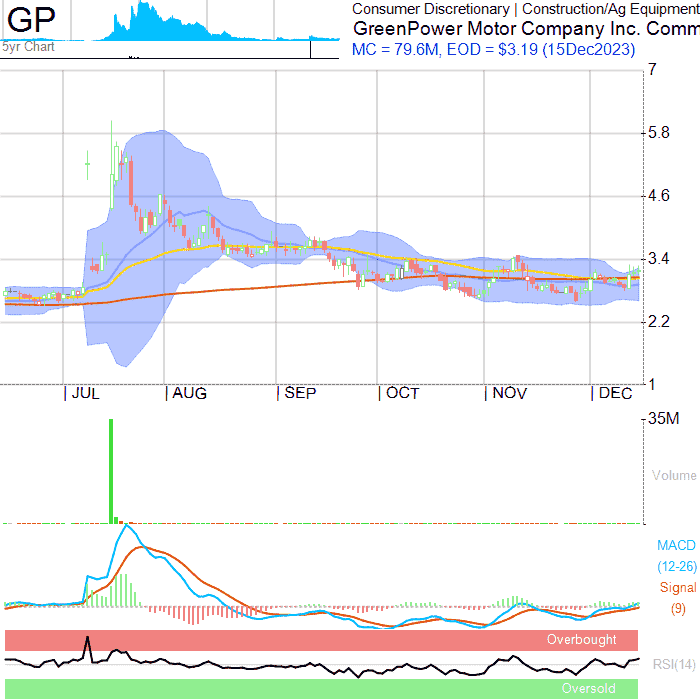 GP
5yr Chart
Consumer Discretionary | Construction/Ag Equipment
GreenPower Motor Company Inc. Comm
MC = 79.6M, EOD = $3.19 (15Dec2023)
7
5.8
4.6
3.4
2.2
1
| JUL | AUG | SEP | OCT | NOV | DEC
35M
Volume
MACD
(12-26)
Signal
(9)
Overbought
RSI(14)
Oversold